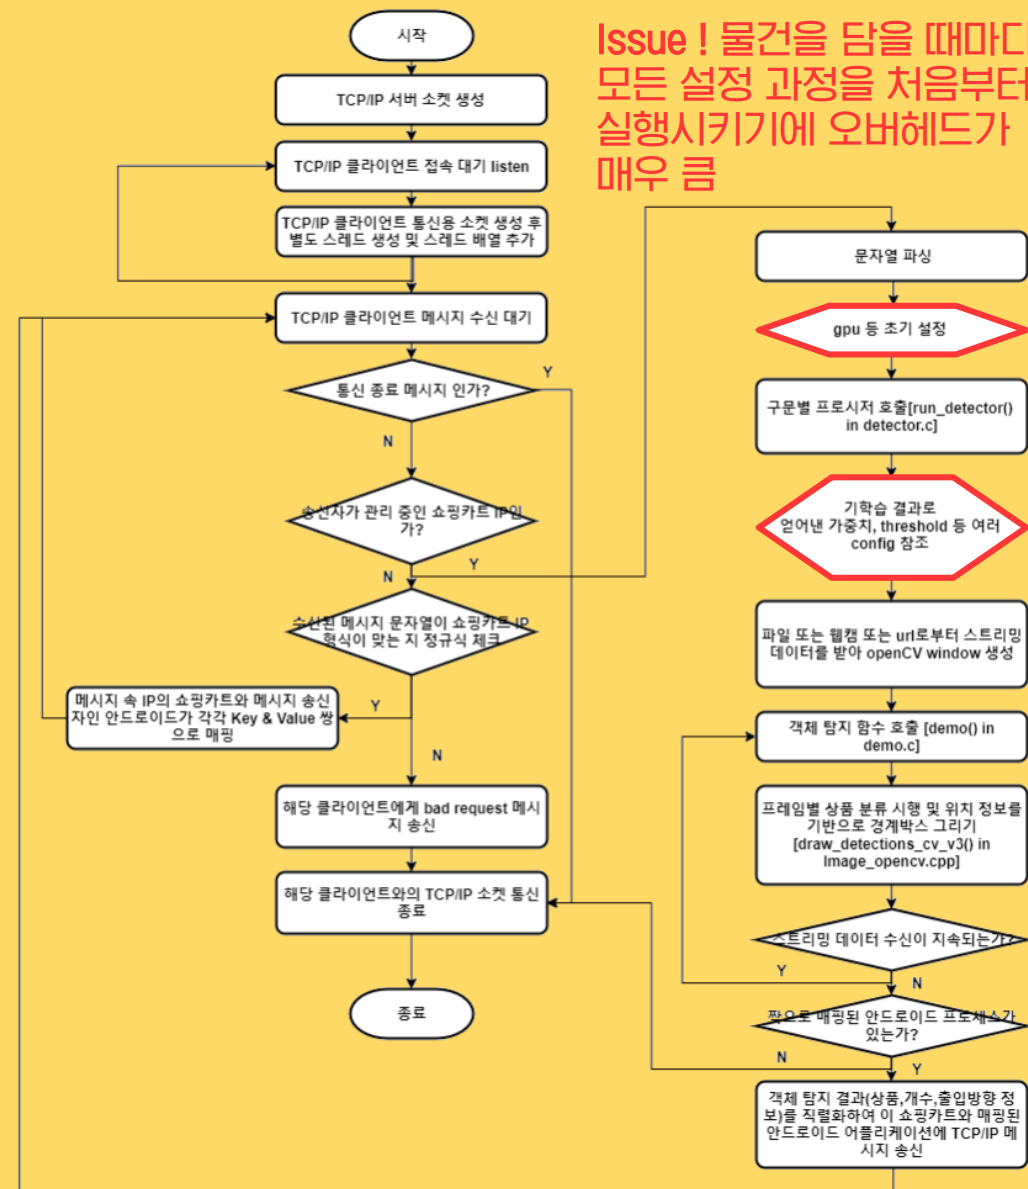 시작
Issue ! 물건을 담을 때마다
모든 설정 과정을 처음부터
실행시키기에 오버헤드가
매우 큼
TCP/IP 서버 소켓 생성
TCP/IP 클라이언트 접속 대기 listen
TCP/IP 클라이언트 통신용 소켓 생성 후
별도 스레드 생성 및 스레드 배열 추가
TCP/IP 클라이언트 메시지 수신 대기
통신 종료 메시지 인가?
Y
N
송신자가 관리 중인 쇼핑카트 IP인
가?
Y
N
수신된 메시지 문자열이 쇼핑카트 IP
형식이 맞는 지 정규식 체크
Y
메시지 속 IP의 쇼핑카트와 메시지 송신
자인 안드로이드가 각각 Key & Value 쌍
으로 매핑
N
해당 클라이언트에게 bad request 메시
지 송신
해당 클라이언트와의 TCP/IP 소켓 통신
종료
종료
문자열 파싱
gpu 등 초기 설정
구문별 프로시저 호출[run_detector()
in detector.c]
기학습 결과로
얻어낸 가중치, threshold 등 여러
config 참조
파일 또는 웹캠 또는 url로부터 스트리밍
데이터를 받아 openCV window 생성
객체 탐지 함수 호출 [demo() in
demo.c]
프레임별 상품 분류 시행 및 위치 정보를
기반으로 경계박스 그리기
[draw_detections_cv_v3() in
Image_opencv.cpp]
스트리밍 데이터 수신이 지속되는가?
Y
N
짝으로 매핑된 안드로이드 프로세스가
있는가?
N
Y
객체 탐지 결과(상품,개수,출입방향 정
보)를 직렬화하여 이 쇼핑카트와 매핑된
안드로이드 어플리케이션에 TCP/IP 메
시지 송신